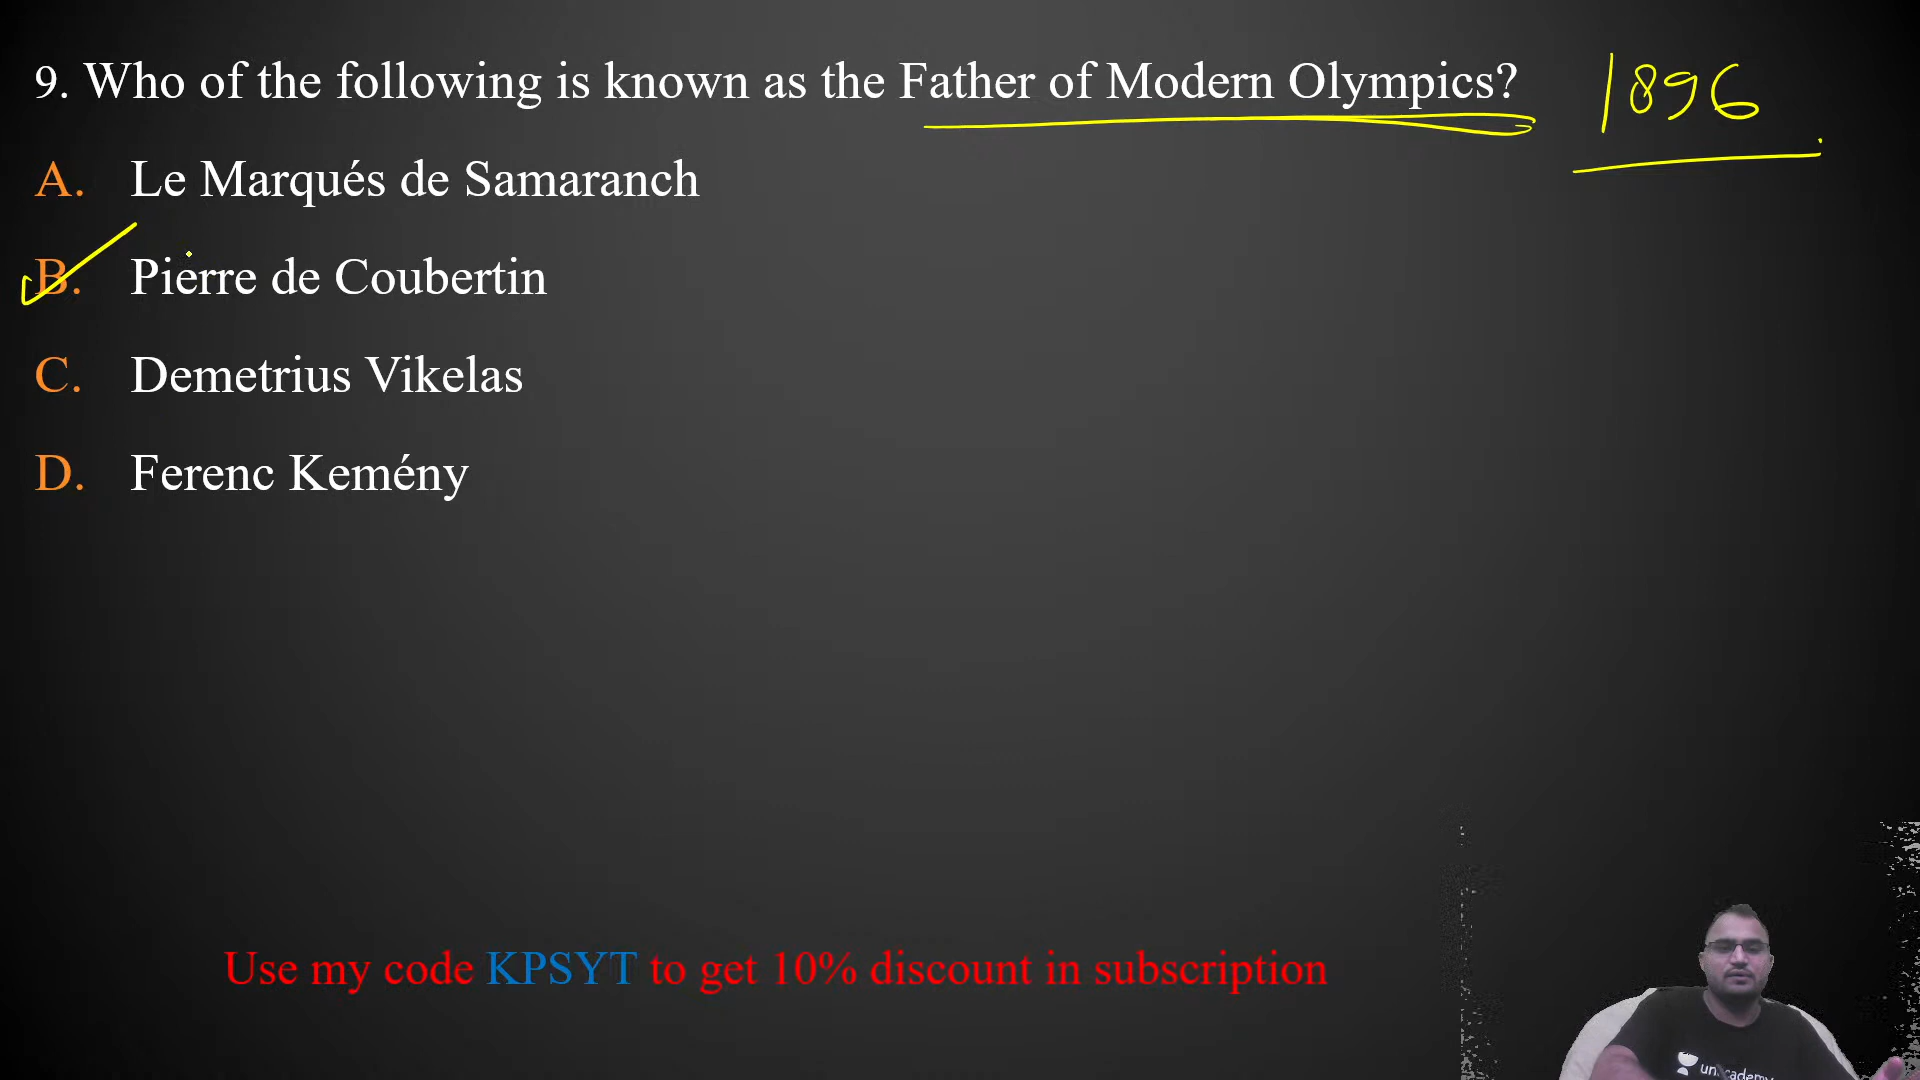 9. Who of the following is known as the Father of Modern Olympics? 1896
A. Le Marqués de Samaranch
B. Pierre de Coubertin
C. Demetrius Vikelas
D. Ferenc Kemény
Use my code KPSYT to get 10% discount in subscription
unacademy